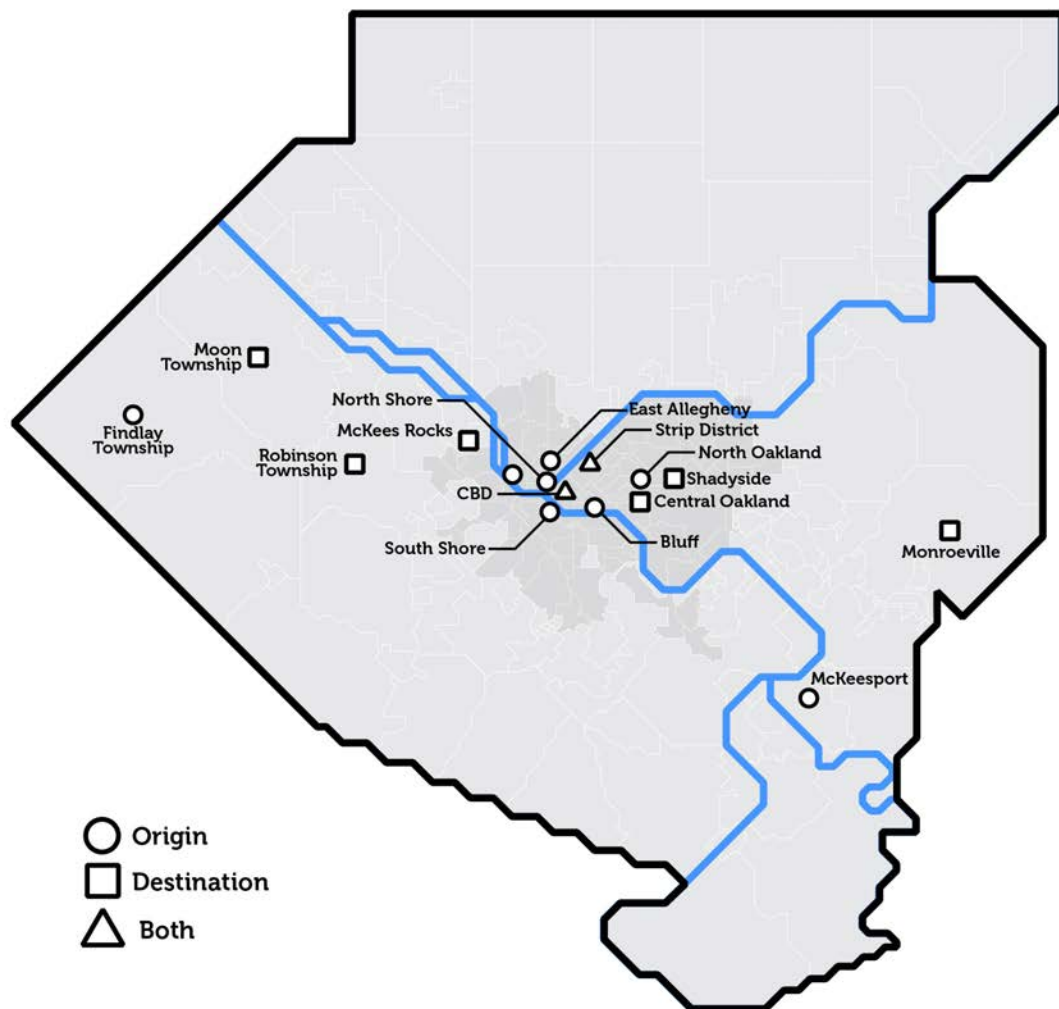 Moon
Township
Findlay
Township
Robinson
Township
North Shore
McKees Rocks
CBD
South Shore
East Allegheny
Strip District
North Oakland
Shadyside
Central Oakland
Bluff
Monroeville
McKeesport
Origin
Destination
Both